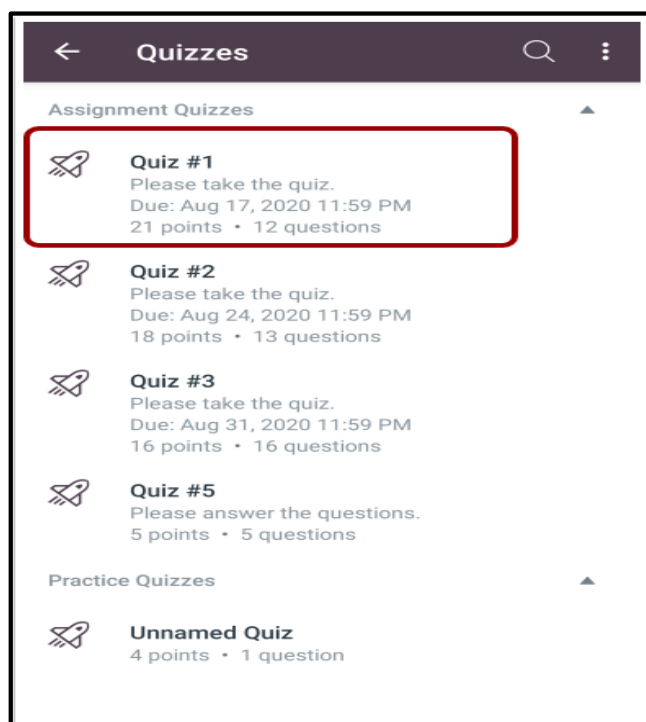 Quizzes
Assignment Quizzes
Quiz #1
Please take the quiz.
Due: Aug 17, 2020 11:59 PM
21 points • 12 questions
Quiz #2
Please take the quiz.
Due: Aug 24, 2020 11:59 PM
18 points • 13 questions
Quiz #3
Please take the quiz.
Due: Aug 31, 2020 11:59 PM
16 points • 16 questions
Quiz #5
Please answer the questions.
5 points • 5 questions
Practice Quizzes
Unnamed Quiz
4 points • 1 question